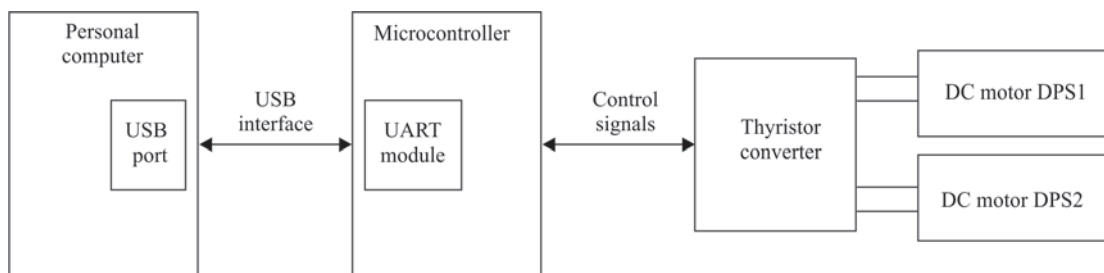 Personal
computer
USB
port
USB
interface
Microcontroller
UART
module
Control
signals
Thyristor
converter
DC motor DPS1
DC motor DPS2